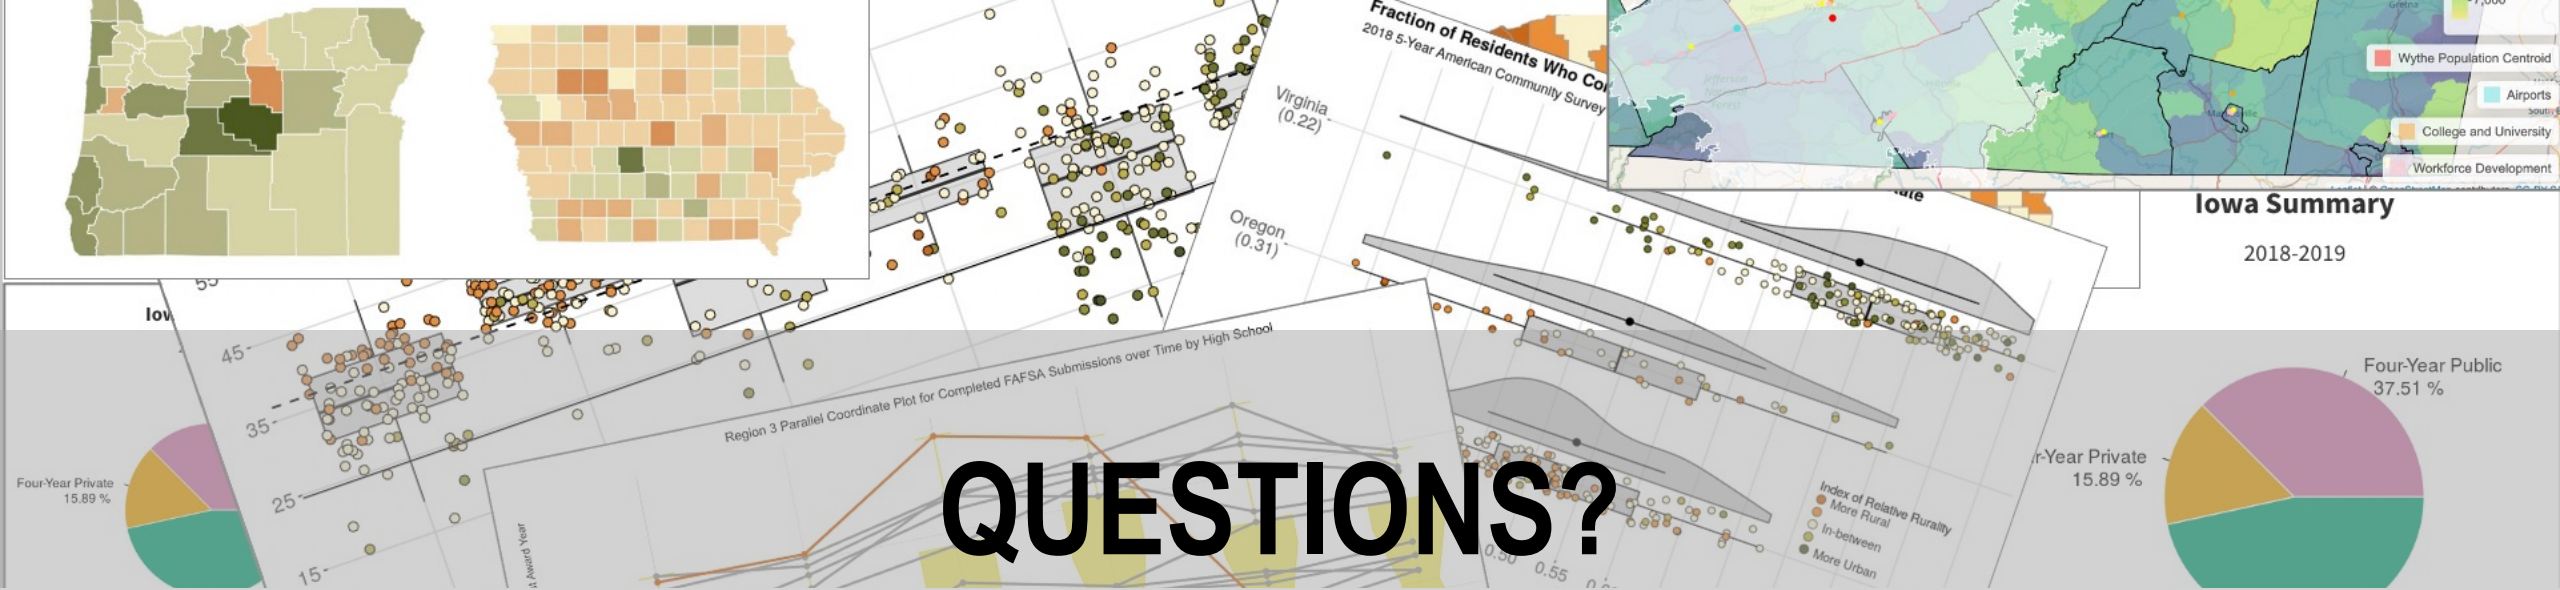 Fraction of Residents Who
2018 5-Year American Community Survey
Virginia
(0.22)
Oregon
(0.31)
Wythe Population Centroid
Airports
College and University
Workforce Development
Iowa Summary
2018-2019
45
35
25
15
Four-Year Private
15.89 %
Region 3 Parallel Coordinate Plot for Completed FAFSA Submissions over Time by High School
Award Year
QUESTIONS?
Index of Relative Rurality
More Rural
In-between
More Urban
0.50
0.55
Four-Year Public
37.51 %
15.89 %